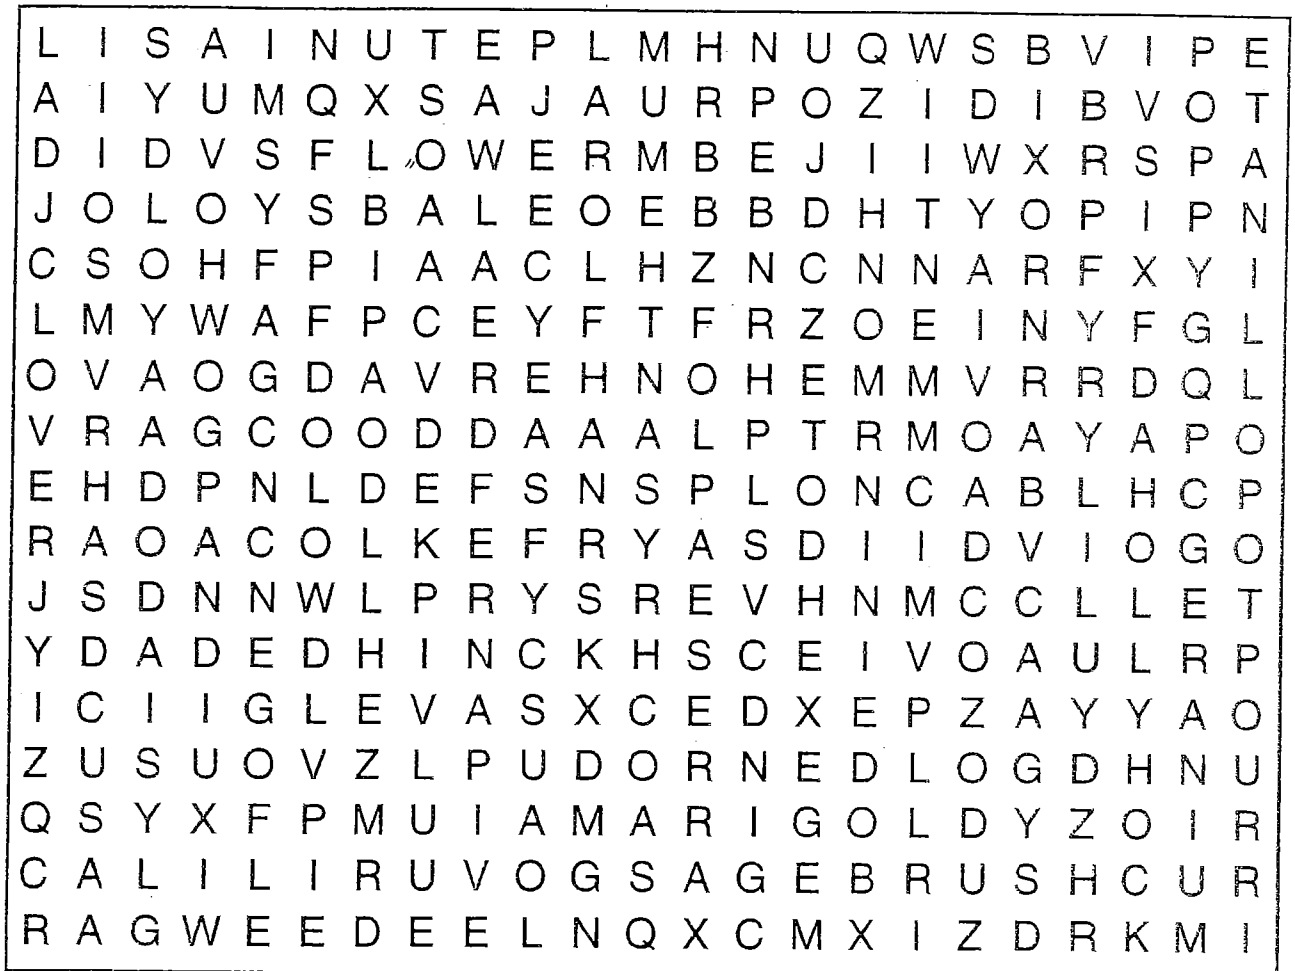 L I S A I N U T E P L M H N U Q W S B V I P E
A I Y U M Q X S A J A U R P O Z I D I B V O T
D I D V S F L O W E R M B E J I I W X R S P A
J O L O Y S B A L E O E B B D H T Y O P I P N
C S O H F P I A A C L H Z N C N N A R F X Y I
L M Y W A F P C E Y F T F R Z O E I N Y F G L
O V A O G D A V R E H N O H E M M V R R D Q L
V R A G C O O D D A A A L P T R M O A Y A P O
E H D P N L D E F S N S P L O N C A B L H C P
R A O A C O L K E F R Y A S D I I D V I O G O
J S D N N W L P R Y S R E V H N M C C L L E T
Y D A D E D H I N C K H S C E I V O A U L R P
I C I I G L E V A S X C E D X E P Z A Y Y A O
Z U S U O V Z L P U D O R N E D L O G D H N U
Q S Y X F P M U I A M A R I G O L D Y Z O I R
C A L I L I R U V O G S A G E B R U S H C U R
R A G W E E D E E L N Q X C M X I Z D R K M I